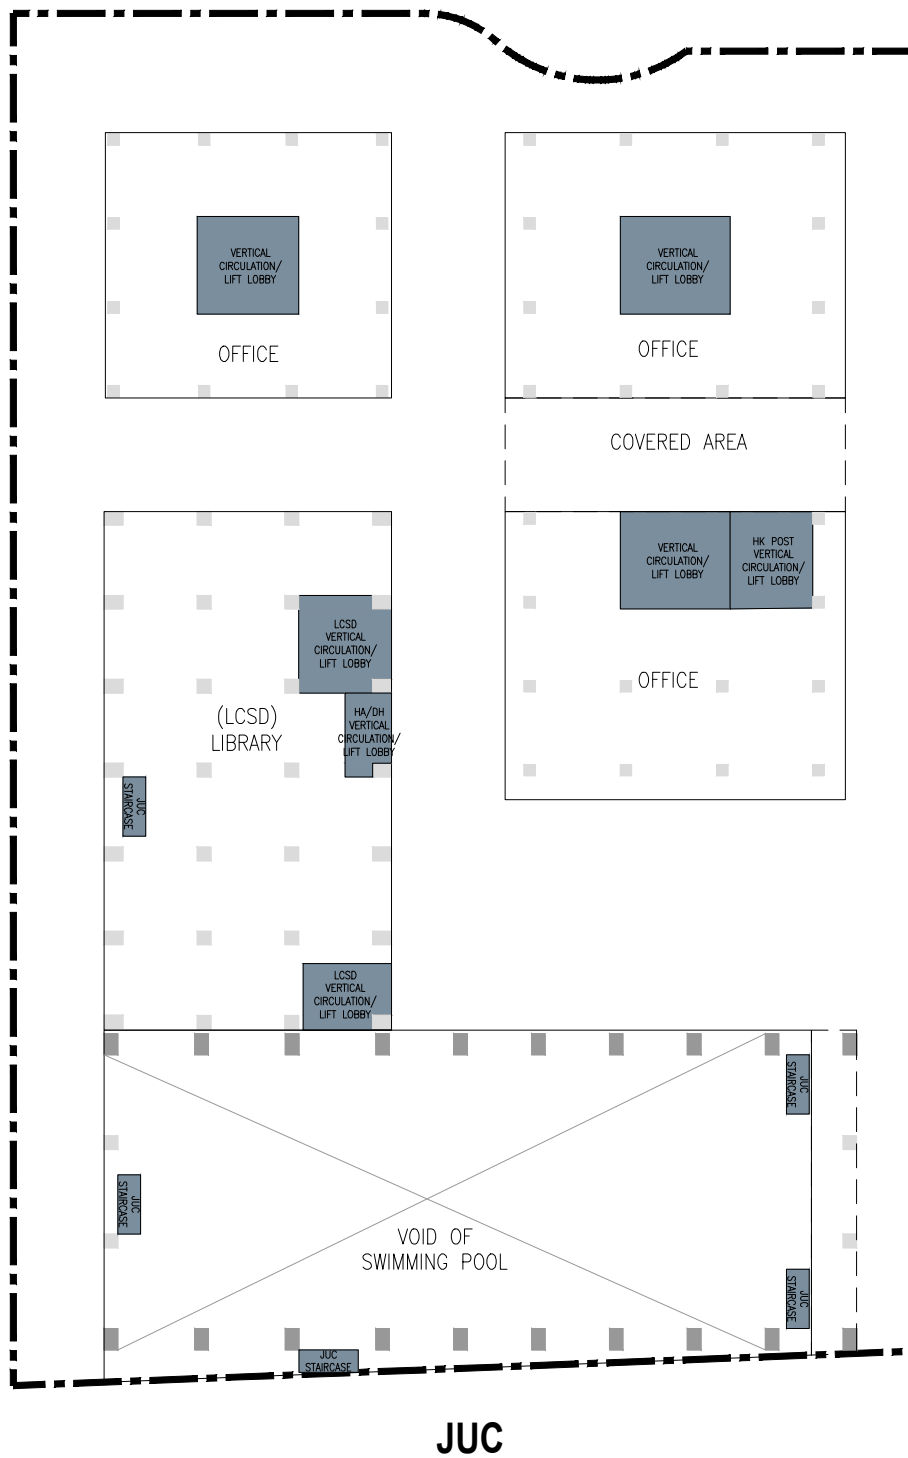 VERTICAL
CIRCULATION/
LIFT LOBBY
OFFICE
VERTICAL
CIRCULATION/
LIFT LOBBY
OFFICE
COVERED AREA
VERTICAL
CIRCULATION/
LIFT LOBBY
HK POST
VERTICAL
CIRCULATION/
LIFT LOBBY
OFFICE
LCSD
VERTICAL
CIRCULATION/
LIFT LOBBY
(LCSD)
LIBRARY
HA/DH
VERTICAL
CIRCULATION/
LIFT LOBBY
JUC
STAIRCASE
LCSD
VERTICAL
CIRCULATION/
LIFT LOBBY
JUC
STAIRCASE
JUC
STAIRCASE
VOID OF
SWIMMING POOL
JUC
STAIRCASE
JUC
STAIRCASE
JUC